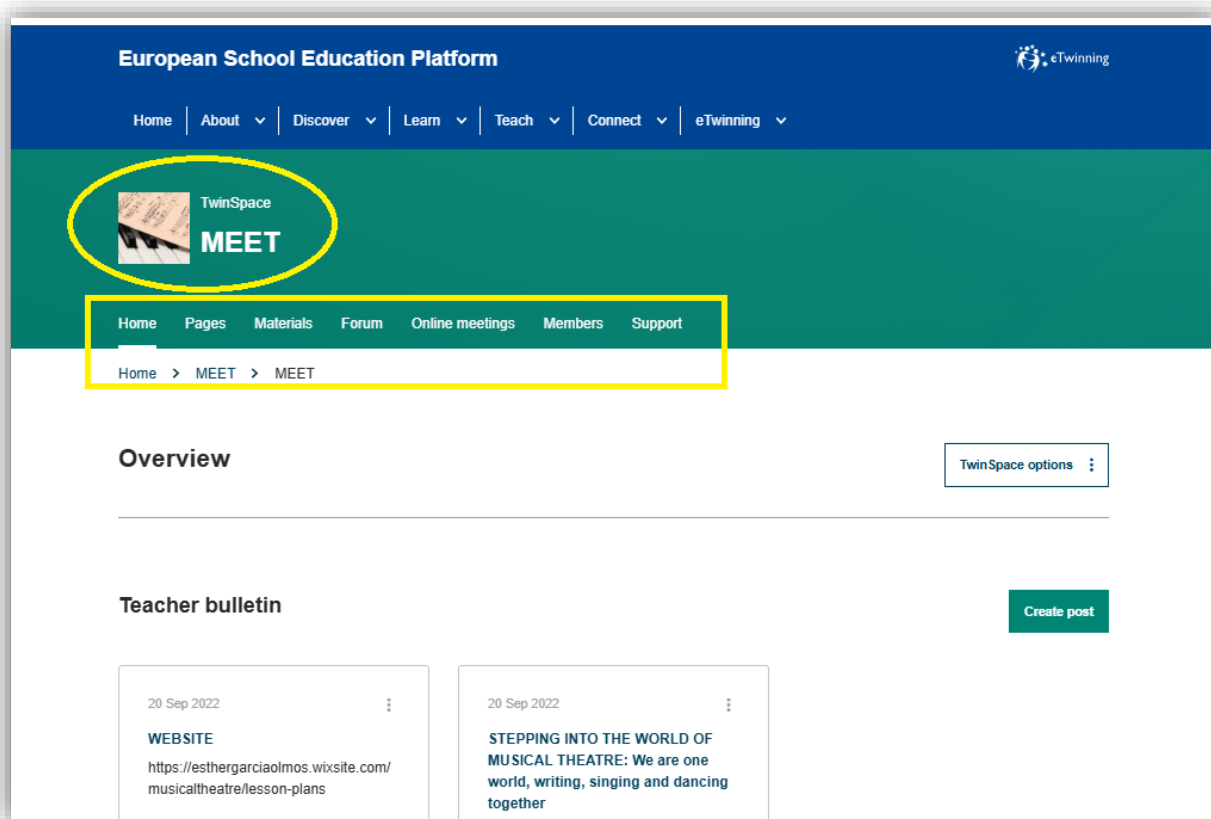 European School Education Platform
eTwinning
Home About Discover Learn Teach Connect eTwinning
TwinSpace
MEET
Home Pages Materials Forum Online meetings Members Support
Home > MEET > MEET
Overview
TwinSpace options
Teacher bulletin
Create post
20 Sep 2022
WEBSITE
https://esthergarciaolmos.wixsite.com/
musicaltheatre/lesson-plans
20 Sep 2022
STEPPING INTO THE WORLD OF
MUSICAL THEATRE: We are one
world, writing, singing and dancing
together